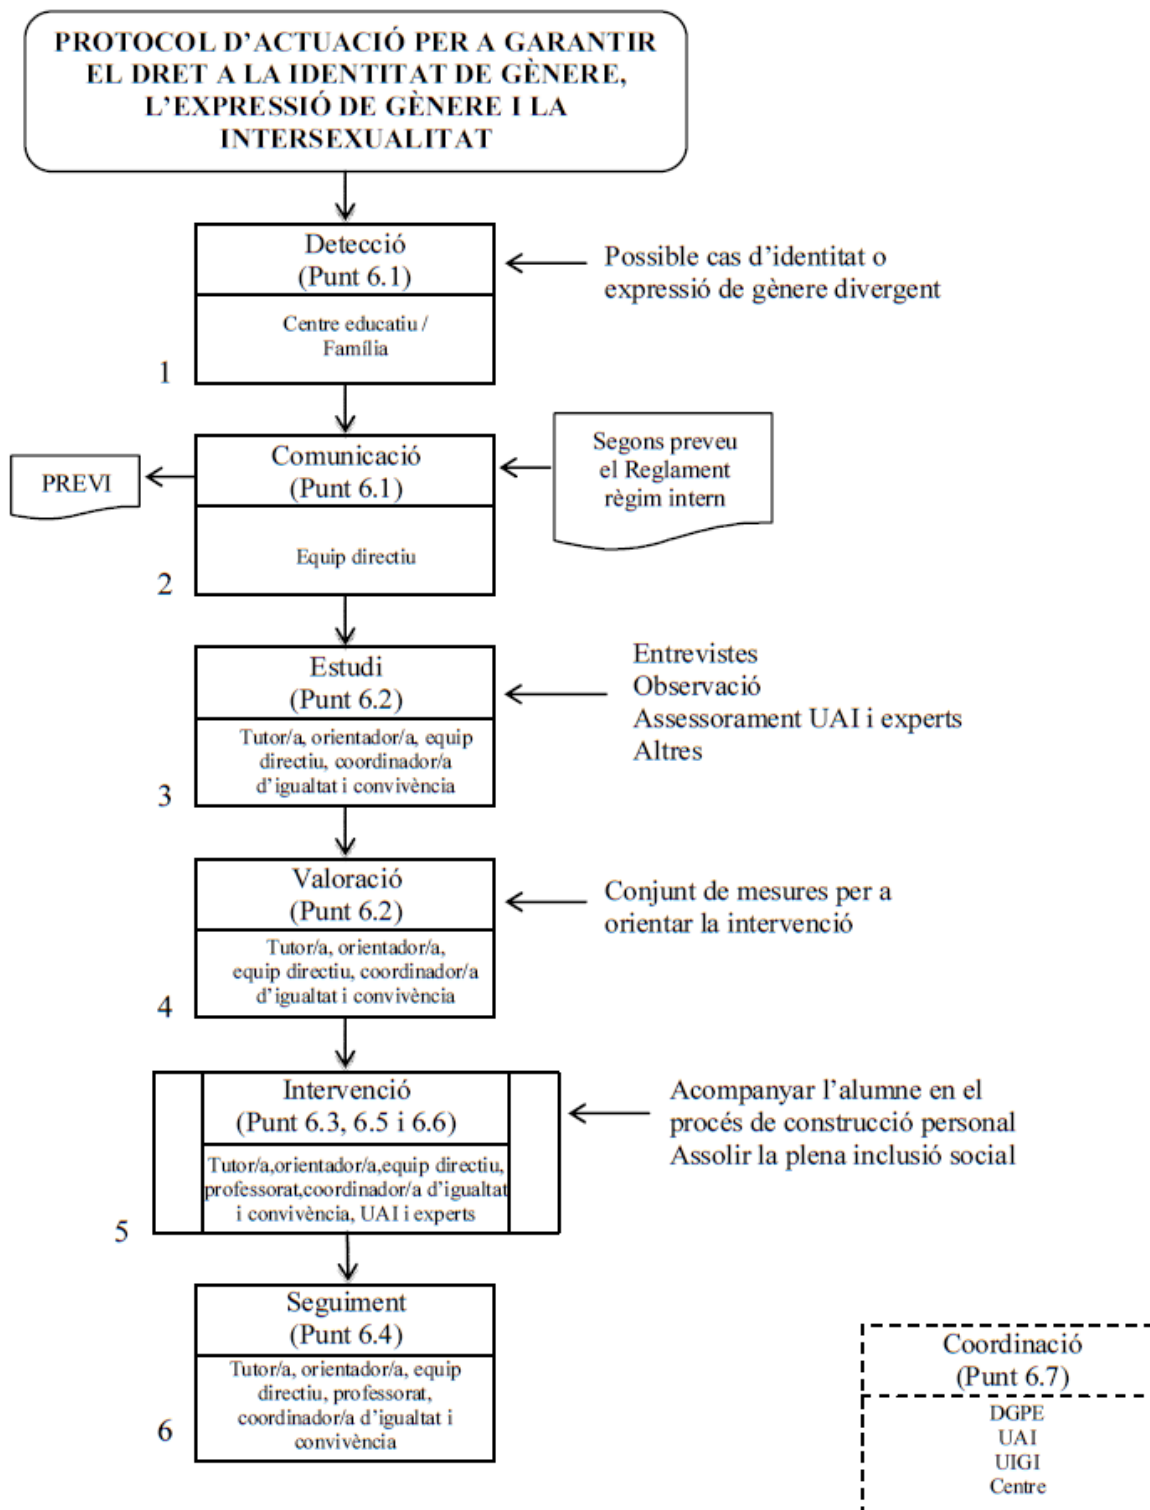 PROTOCOL D’ACTUACIÓ PER A GARANTIR
EL DRET A LA IDENTITAT DE GÈNERE,
L’EXPRESSIÓ DE GÈNERE I LA
INTERSEXUALITAT
Detecció
(Punt 6.1)
Centre educatiu /
Família
1
Possible cas d’identitat o
expressió de gènere divergent
Comunicació
(Punt 6.1)
Equip directiu
2
PREVI
Segons preveu
el Reglament
règim intern
Estudi
(Punt 6.2)
Tutor/a, orientador/a, equip
directiu, coordinador/a
d’igualtat i convivència
3
Entrevistes
Observació
Assessorament UAI i experts
Altres
Valoració
(Punt 6.2)
Tutor/a, orientador/a,
equip directiu, coordinador/a
d’igualtat i convivència
4
Conjunt de mesures per a
orientar la intervenció
Intervenció
(Punt 6.3, 6.5 i 6.6)
Tutor/a,orientador/a,equip directiu,
professorat,coordinador/a d’igualtat
i convivència, UAI i experts
5
Acompanyar l’alumne en el
procés de construcció personal
Assolir la plena inclusió social
Seguiment
(Punt 6.4)
Tutor/a, orientador/a, equip
directiu, professorat,
coordinador/a d’igualtat i
convivència
6
Coordinació
(Punt 6.7)
DGPE
UAI
UIGI
Centre